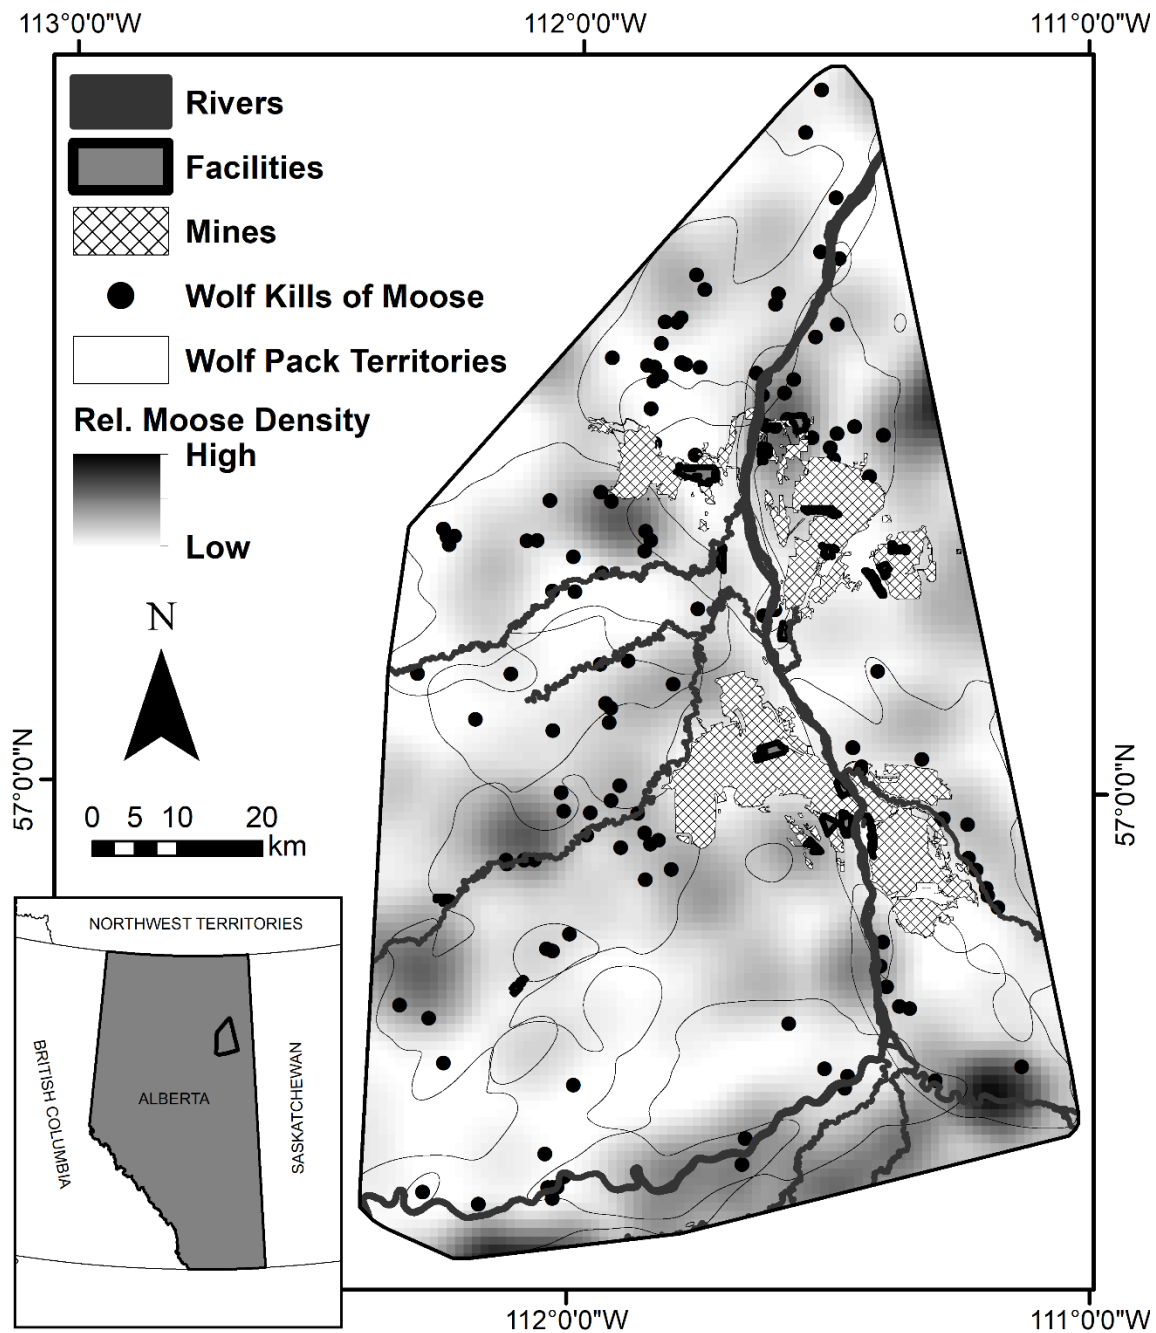 113°0'0"W 112°0'0"W 111°0'0"W
Rivers
Facilities
Mines
Wolf Kills of Moose
Wolf Pack Territories
Rel. Moose Density
High
Low
N
57°0'0"N
57°0'0"N
0 5 10 20
km
NORTHWEST TERRITORIES
BRITISH COLUMBIA
ALBERTA
SASKATCHEWAN
112°0'0"W 111°0'0"W